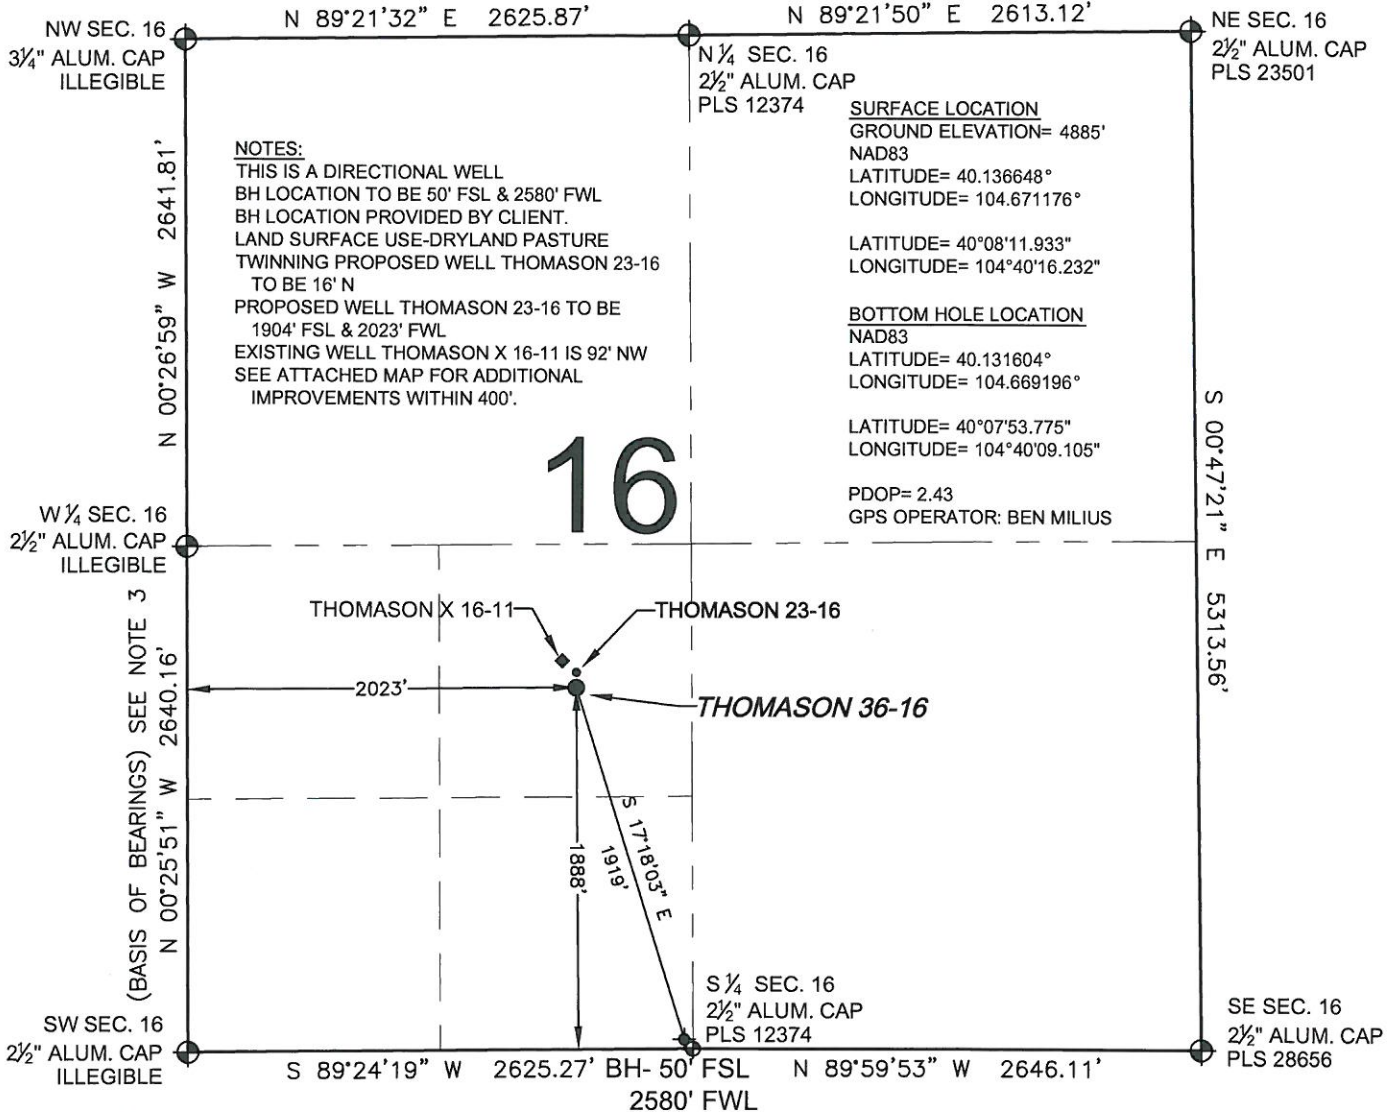 N 89°21'32" E 2625.87'
N 89°21'50" E 2613.12'
NW SEC. 16
3¼" ALUM. CAP
ILLEGIBLE
N ¼ SEC. 16
2½" ALUM. CAP
PLS 12374
NE SEC. 16
2½" ALUM. CAP
PLS 23501
NOTES:
THIS IS A DIRECTIONAL WELL
BH LOCATION TO BE 50' FSL & 2580' FWL
BH LOCATION PROVIDED BY CLIENT.
LAND SURFACE USE-DRYLAND PASTURE
TWINNING PROPOSED WELL THOMASON 23-16
TO BE 16' N
PROPOSED WELL THOMASON 23-16 TO BE
1904' FSL & 2023' FWL
EXISTING WELL THOMASON X 16-11 IS 92' NW
SEE ATTACHED MAP FOR ADDITIONAL
IMPROVEMENTS WITHIN 400'.
SURFACE LOCATION
GROUND ELEVATION= 4885'
NAD83
LATITUDE= 40.136648°
LONGITUDE= 104.671176°
LATITUDE= 40°08'11.933"
LONGITUDE= 104°40'16.232"
BOTTOM HOLE LOCATION
NAD83
LATITUDE= 40.131604°
LONGITUDE= 104.669196°
LATITUDE= 40°07'53.775"
LONGITUDE= 104°40'09.105"
PDOP= 2.43
GPS OPERATOR: BEN MILIUS
N 00°26'59" W 2641.81'
16
S 00°47'21" E 5313.56'
W ¼ SEC. 16
2½" ALUM. CAP
ILLEGIBLE
THOMASON X 16-11
THOMASON 23-16
2023'
THOMASON 36-16
(BASIS OF BEARINGS) SEE NOTE 3
N 00°25'51" W 2640.16'
1888'
S 17°18'03" E
1919'
S ¼ SEC. 16
2½" ALUM. CAP
PLS 12374
SW SEC. 16
2½" ALUM. CAP
ILLEGIBLE
SE SEC. 16
2½" ALUM. CAP
PLS 28656
S 89°24'19" W 2625.27'
BH- 50' FSL
2580' FWL
N 89°59'53" W 2646.11'